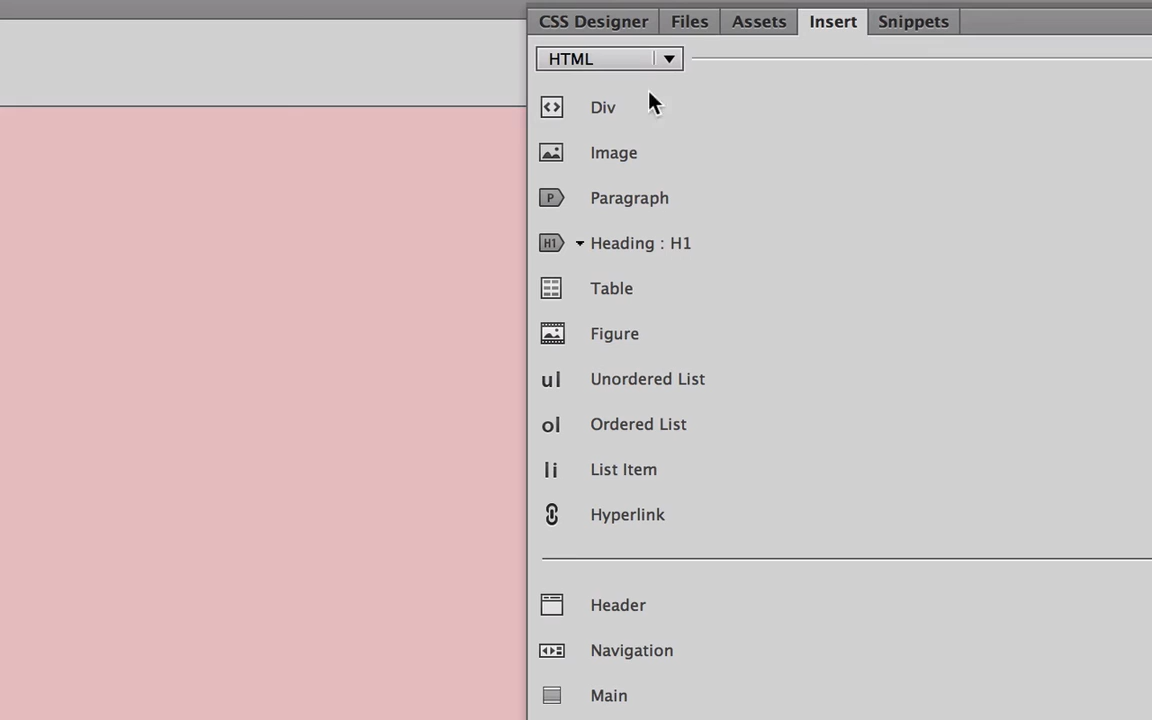 CSS Designer Files Assets Insert Snippets
HTML
Div
Image
P Paragraph
H1 Heading : H1
Table
Figure
ul Unordered List
ol Ordered List
li List Item
Hyperlink
Header
Navigation
Main